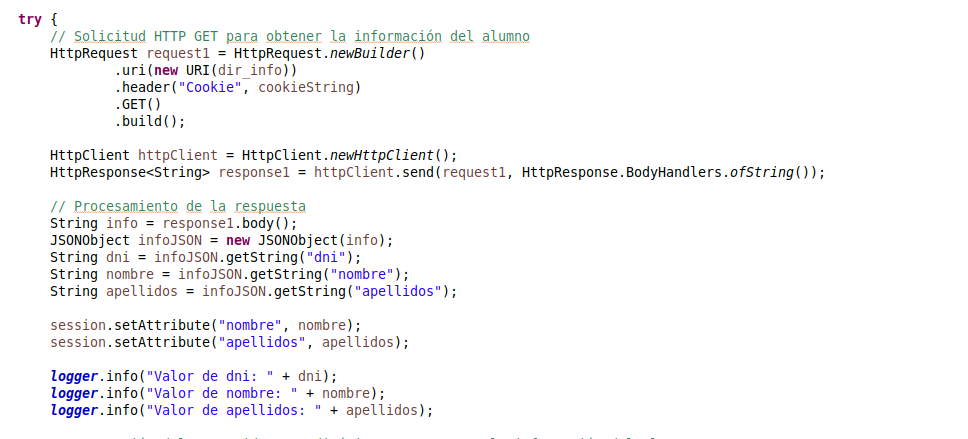 try {
// Solicitud HTTP GET para obtener la información del alumno
HttpRequest request1 = HttpRequest.newBuilder()
.uri(new URI(dir_info))
.header("Cookie", cookieString)
.GET()
.build();
HttpClient httpClient = HttpClient.newHttpClient();
HttpResponse<String> response1 = httpClient.send(request1, HttpResponse.BodyHandlers.ofString());
// Procesamiento de la respuesta
String info = response1.body();
JSONObject infoJSON = new JSONObject(info);
String dni = infoJSON.getString("dni");
String nombre = infoJSON.getString("nombre");
String apellidos = infoJSON.getString("apellidos");
session.setAttribute("nombre", nombre);
session.setAttribute("apellidos", apellidos);
logger.info("Valor de dni: " + dni);
logger.info("Valor de nombre: " + nombre);
logger.info("Valor de apellidos: " + apellidos);